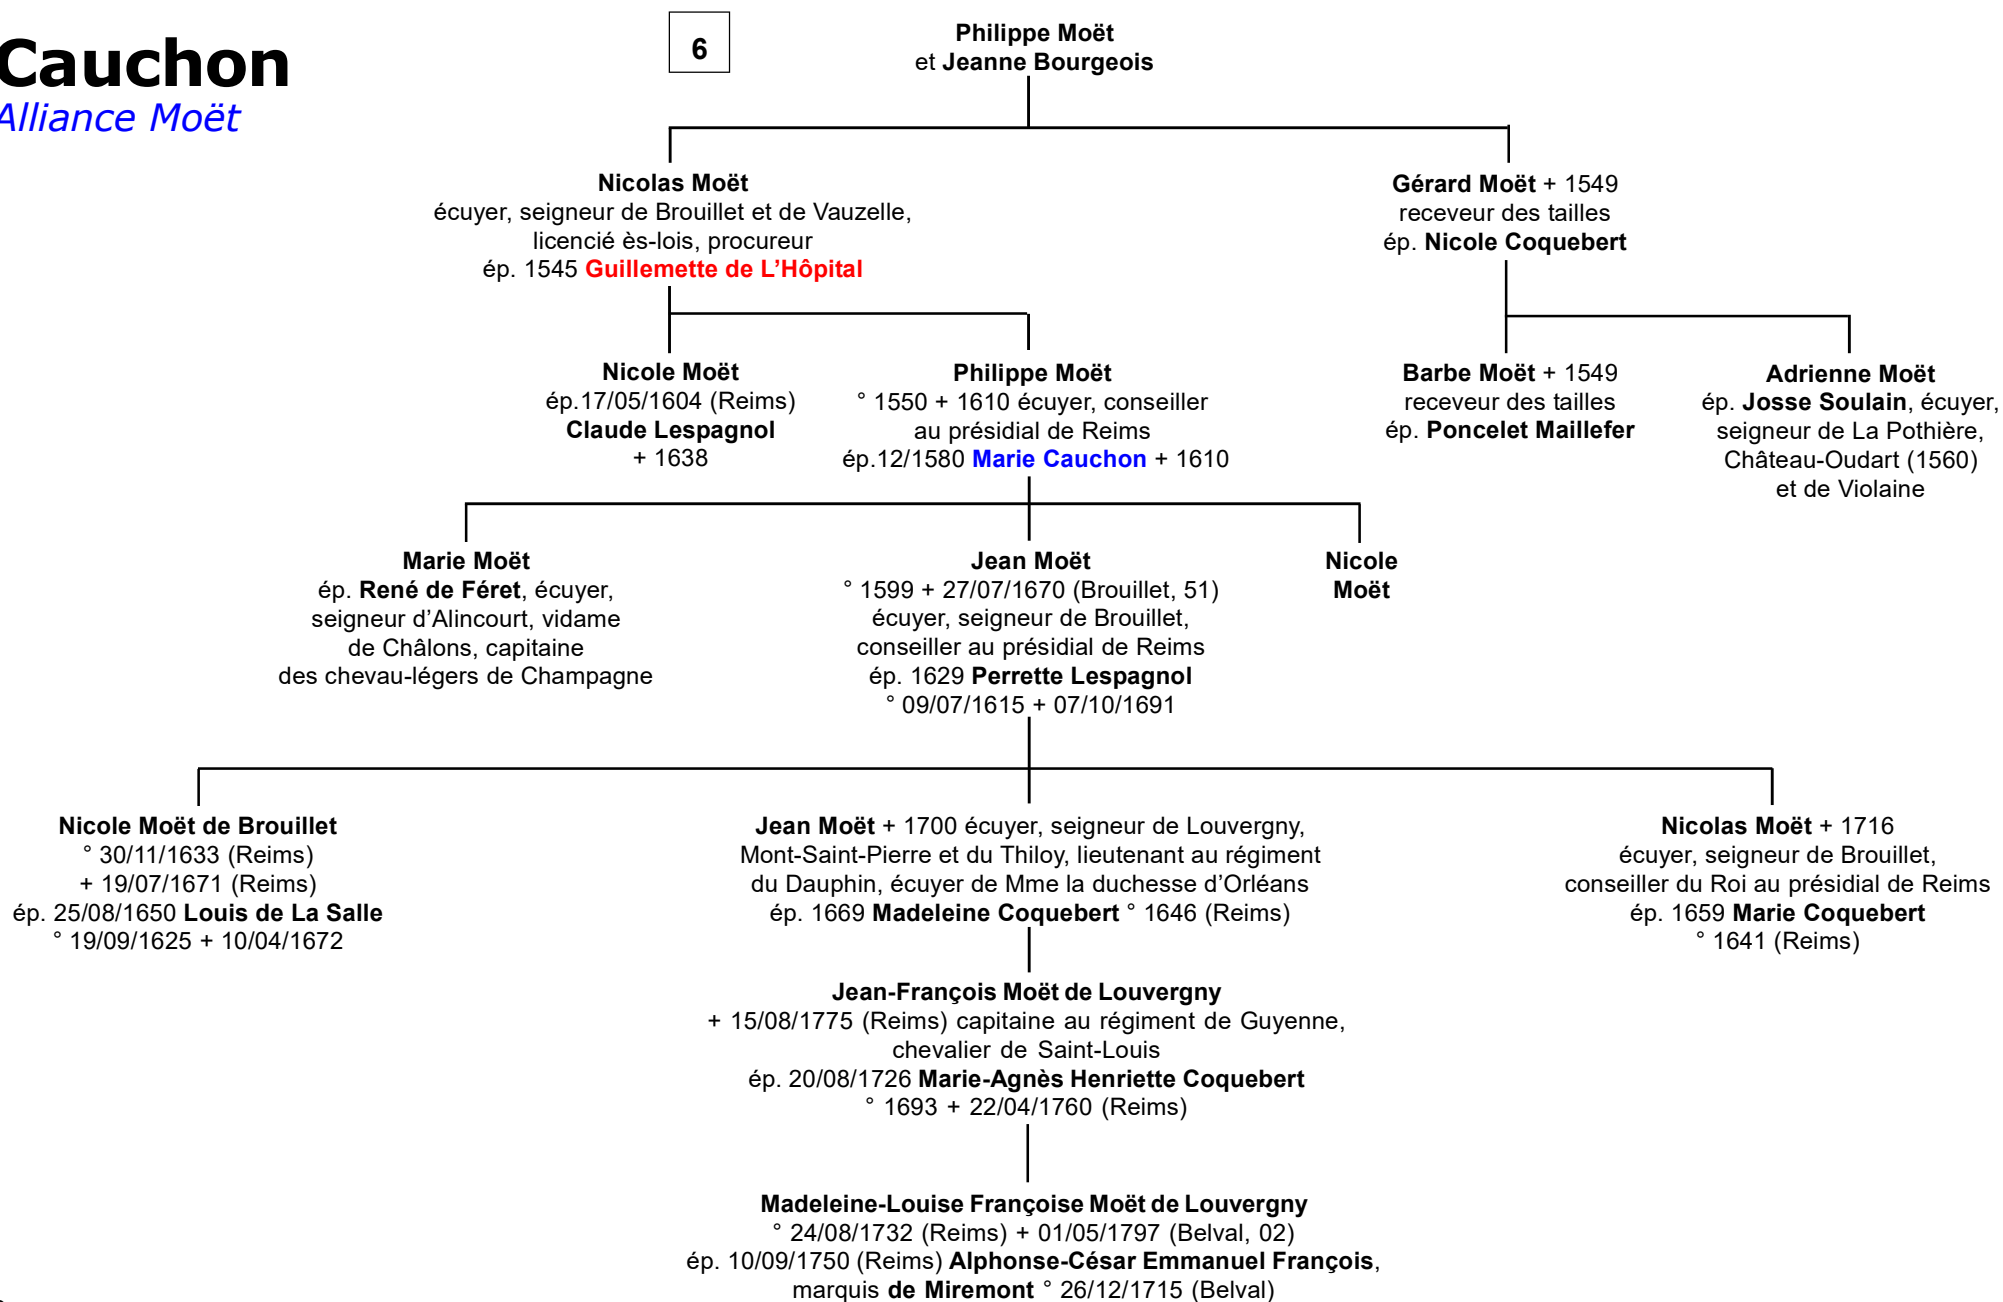 Cauchon
Alliance Moët
6
Philippe Moët
et Jeanne Bourgeois
Nicolas Moët
écuyer, seigneur de Brouillet et de Vauzelle,
licencié ès-lois, procureur
ép. 1545 Guillemette de L’Hôpital
Gérard Moët + 1549
receveur des tailles
ép. Nicole Coquebert
Nicole Moët
ép.17/05/1604 (Reims)
Claude Lespagnol
+ 1638
Philippe Moët
° 1550 + 1610 écuyer, conseiller
au présidial de Reims
ép.12/1580 Marie Cauchon + 1610
Barbe Moët + 1549
receveur des tailles
ép. Poncelet Maillefer
Adrienne Moët
ép. Josse Soulain, écuyer,
seigneur de La Pothière,
Château-Oudart (1560)
et de Violaine
Marie Moët
ép. René de Féret, écuyer,
seigneur d’Alincourt, vidame
de Châlons, capitaine
des chevau-légers de Champagne
Jean Moët
° 1599 + 27/07/1670 (Brouillet, 51)
écuyer, seigneur de Brouillet,
conseiller au présidial de Reims
ép. 1629 Perrette Lespagnol
° 09/07/1615 + 07/10/1691
Nicole
Moët
Nicole Moët de Brouillet
° 30/11/1633 (Reims)
+ 19/07/1671 (Reims)
ép. 25/08/1650 Louis de La Salle
° 19/09/1625 + 10/04/1672
Jean Moët + 1700 écuyer, seigneur de Louvergny,
Mont-Saint-Pierre et du Thiloy, lieutenant au régiment
du Dauphin, écuyer de Mme la duchesse d’Orléans
ép. 1669 Madeleine Coquebert ° 1646 (Reims)
Nicolas Moët + 1716
écuyer, seigneur de Brouillet,
conseiller du Roi au présidial de Reims
ép. 1659 Marie Coquebert
° 1641 (Reims)
Jean-François Moët de Louvergny
+ 15/08/1775 (Reims) capitaine au régiment de Guyenne,
chevalier de Saint-Louis
ép. 20/08/1726 Marie-Agnès Henriette Coquebert
° 1693 + 22/04/1760 (Reims)
Madeleine-Louise Françoise Moët de Louvergny
° 24/08/1732 (Reims) + 01/05/1797 (Belval, 02)
ép. 10/09/1750 (Reims) Alphonse-César Emmanuel François,
marquis de Miremont ° 26/12/1715 (Belval)